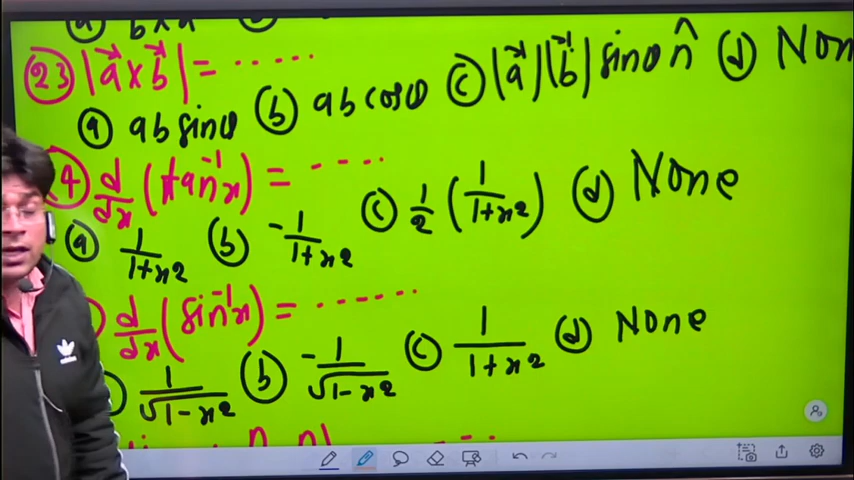 ⓐ b×a ⓑ
㉓ |a⃗×b⃗| = ......
ⓐ ab sinθ ⓑ ab cosθ ⓒ |a⃗||b⃗| sinθ n̂ ⓓ Non
4 d/dx (tan⁻¹x) = ......
ⓐ 1/1+x² ⓑ -1/1+x² ⓒ 1/2 (1/1+x²) ⓓ None
d/dx (sin⁻¹x) = ......
1/√1-x² ⓑ -1/√1-x² ⓒ 1/1+x² ⓓ None